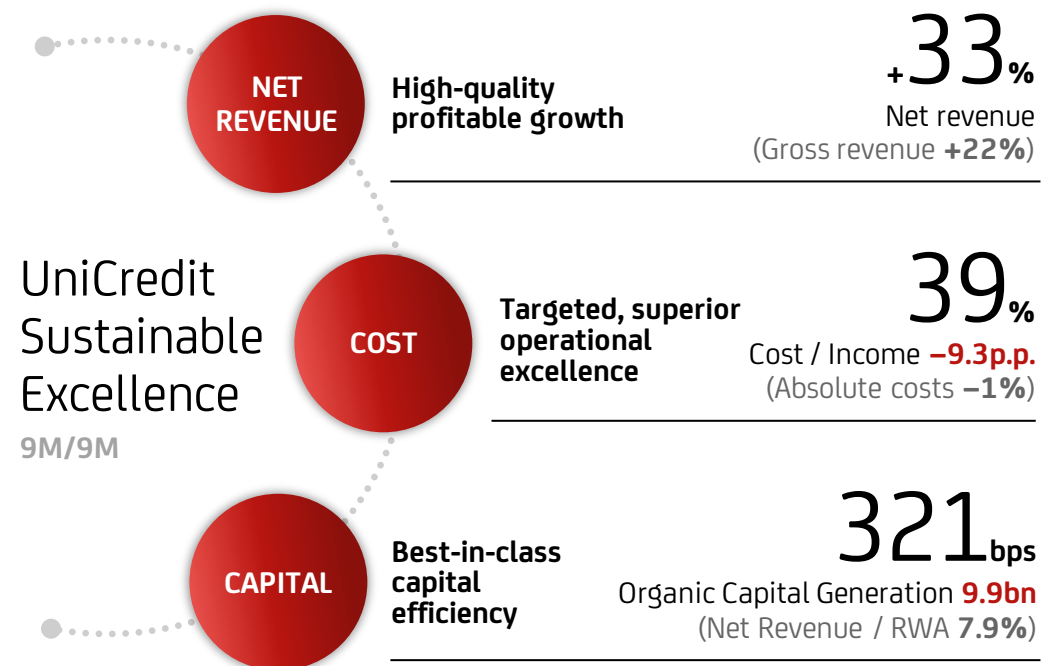 UniCredit
Sustainable
Excellence
9M/9M
NET
REVENUE
High-quality
profitable growth
+33%
Net revenue
(Gross revenue +22%)
COST
Targeted, superior
operational
excellence
39%
Cost / Income –9.3p.p.
(Absolute costs –1%)
CAPITAL
Best-in-class
capital
efficiency
321bps
Organic Capital Generation 9.9bn
(Net Revenue / RWA 7.9%)